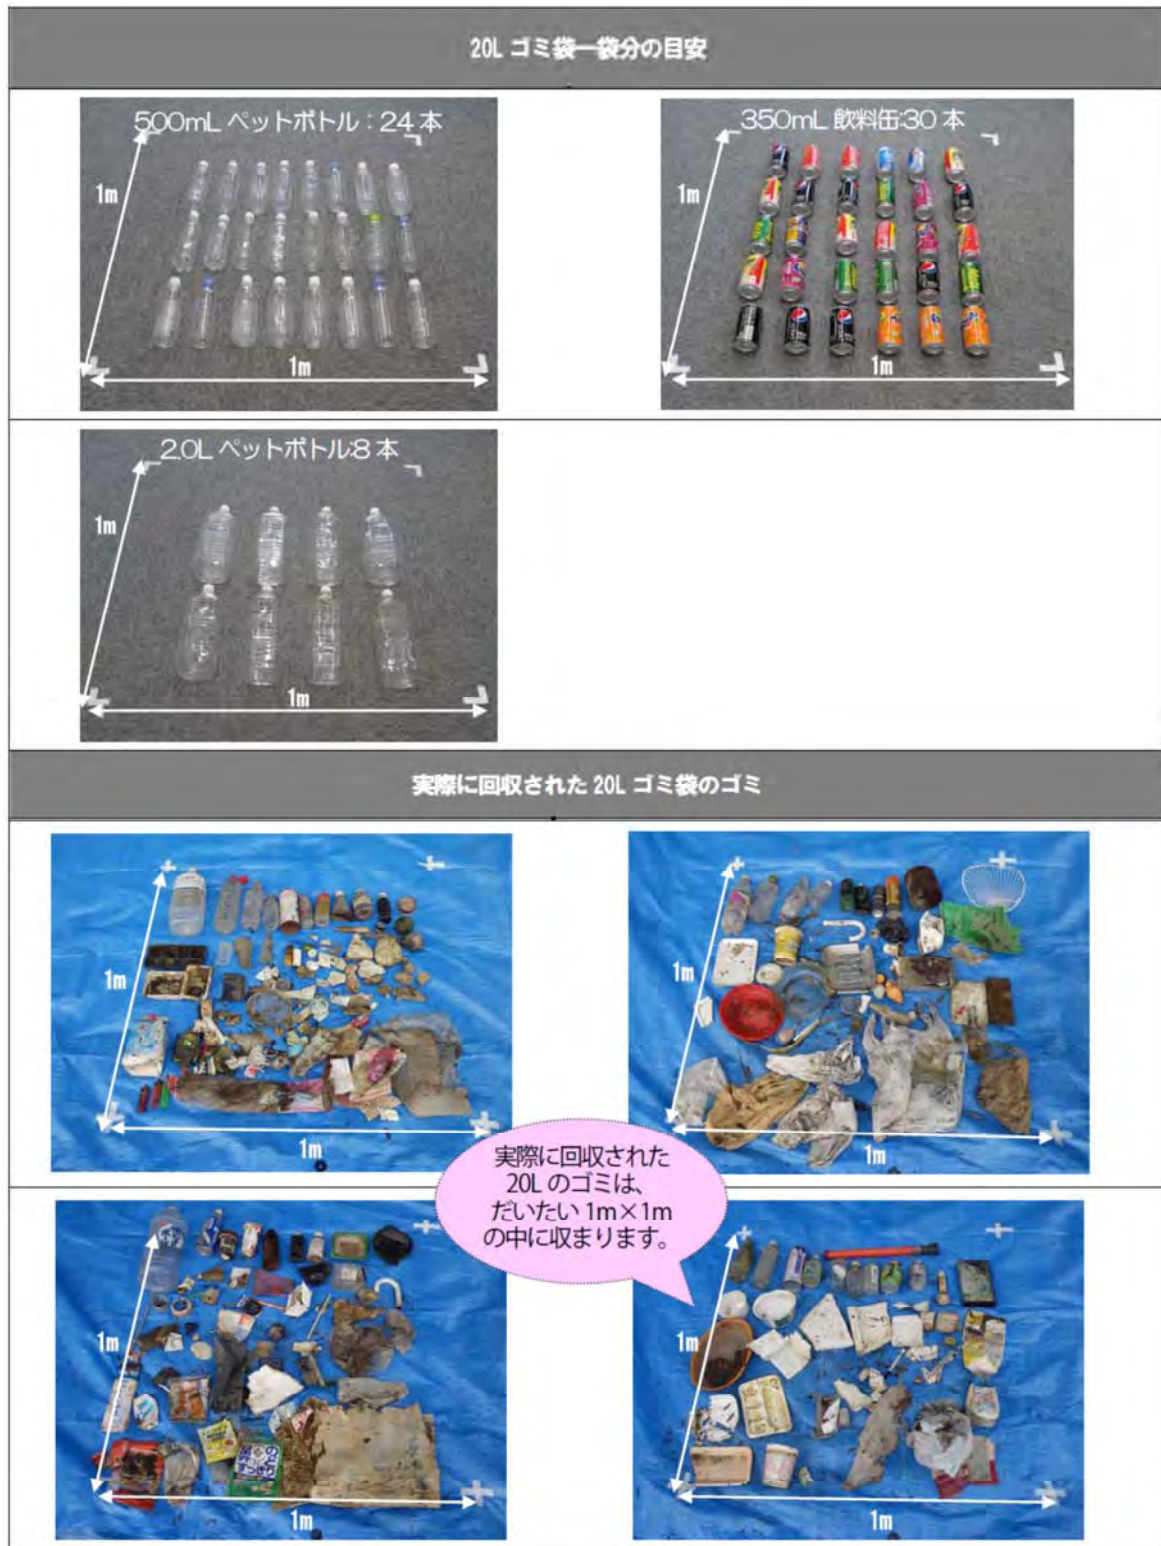 20L ゴミ袋一袋分の目安
500mL ペットボトル：24 本
1m
1m
350mL 飲料缶:30 本
1m
1m
2.0L ペットボトル:8 本
1m
1m
実際に回収された 20L ゴミ袋のゴミ
1m
1m
1m
1m
実際に回収された
20L のゴミは、
だいたい 1m×1m
の中に収まります。
1m
1m
1m
1m